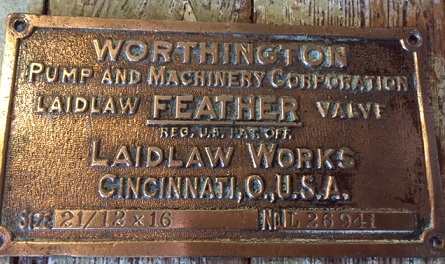 WORTHINGTON
PUMP AND MACHINERY CORPORATION
LAIDLAW FEATHER VALVE
REG. U.S. PAT. OFF.
LAIDLAW WORKS
CINCINNATI, O., U.S.A.
SIZE 21/12 x 16 No. L 26941